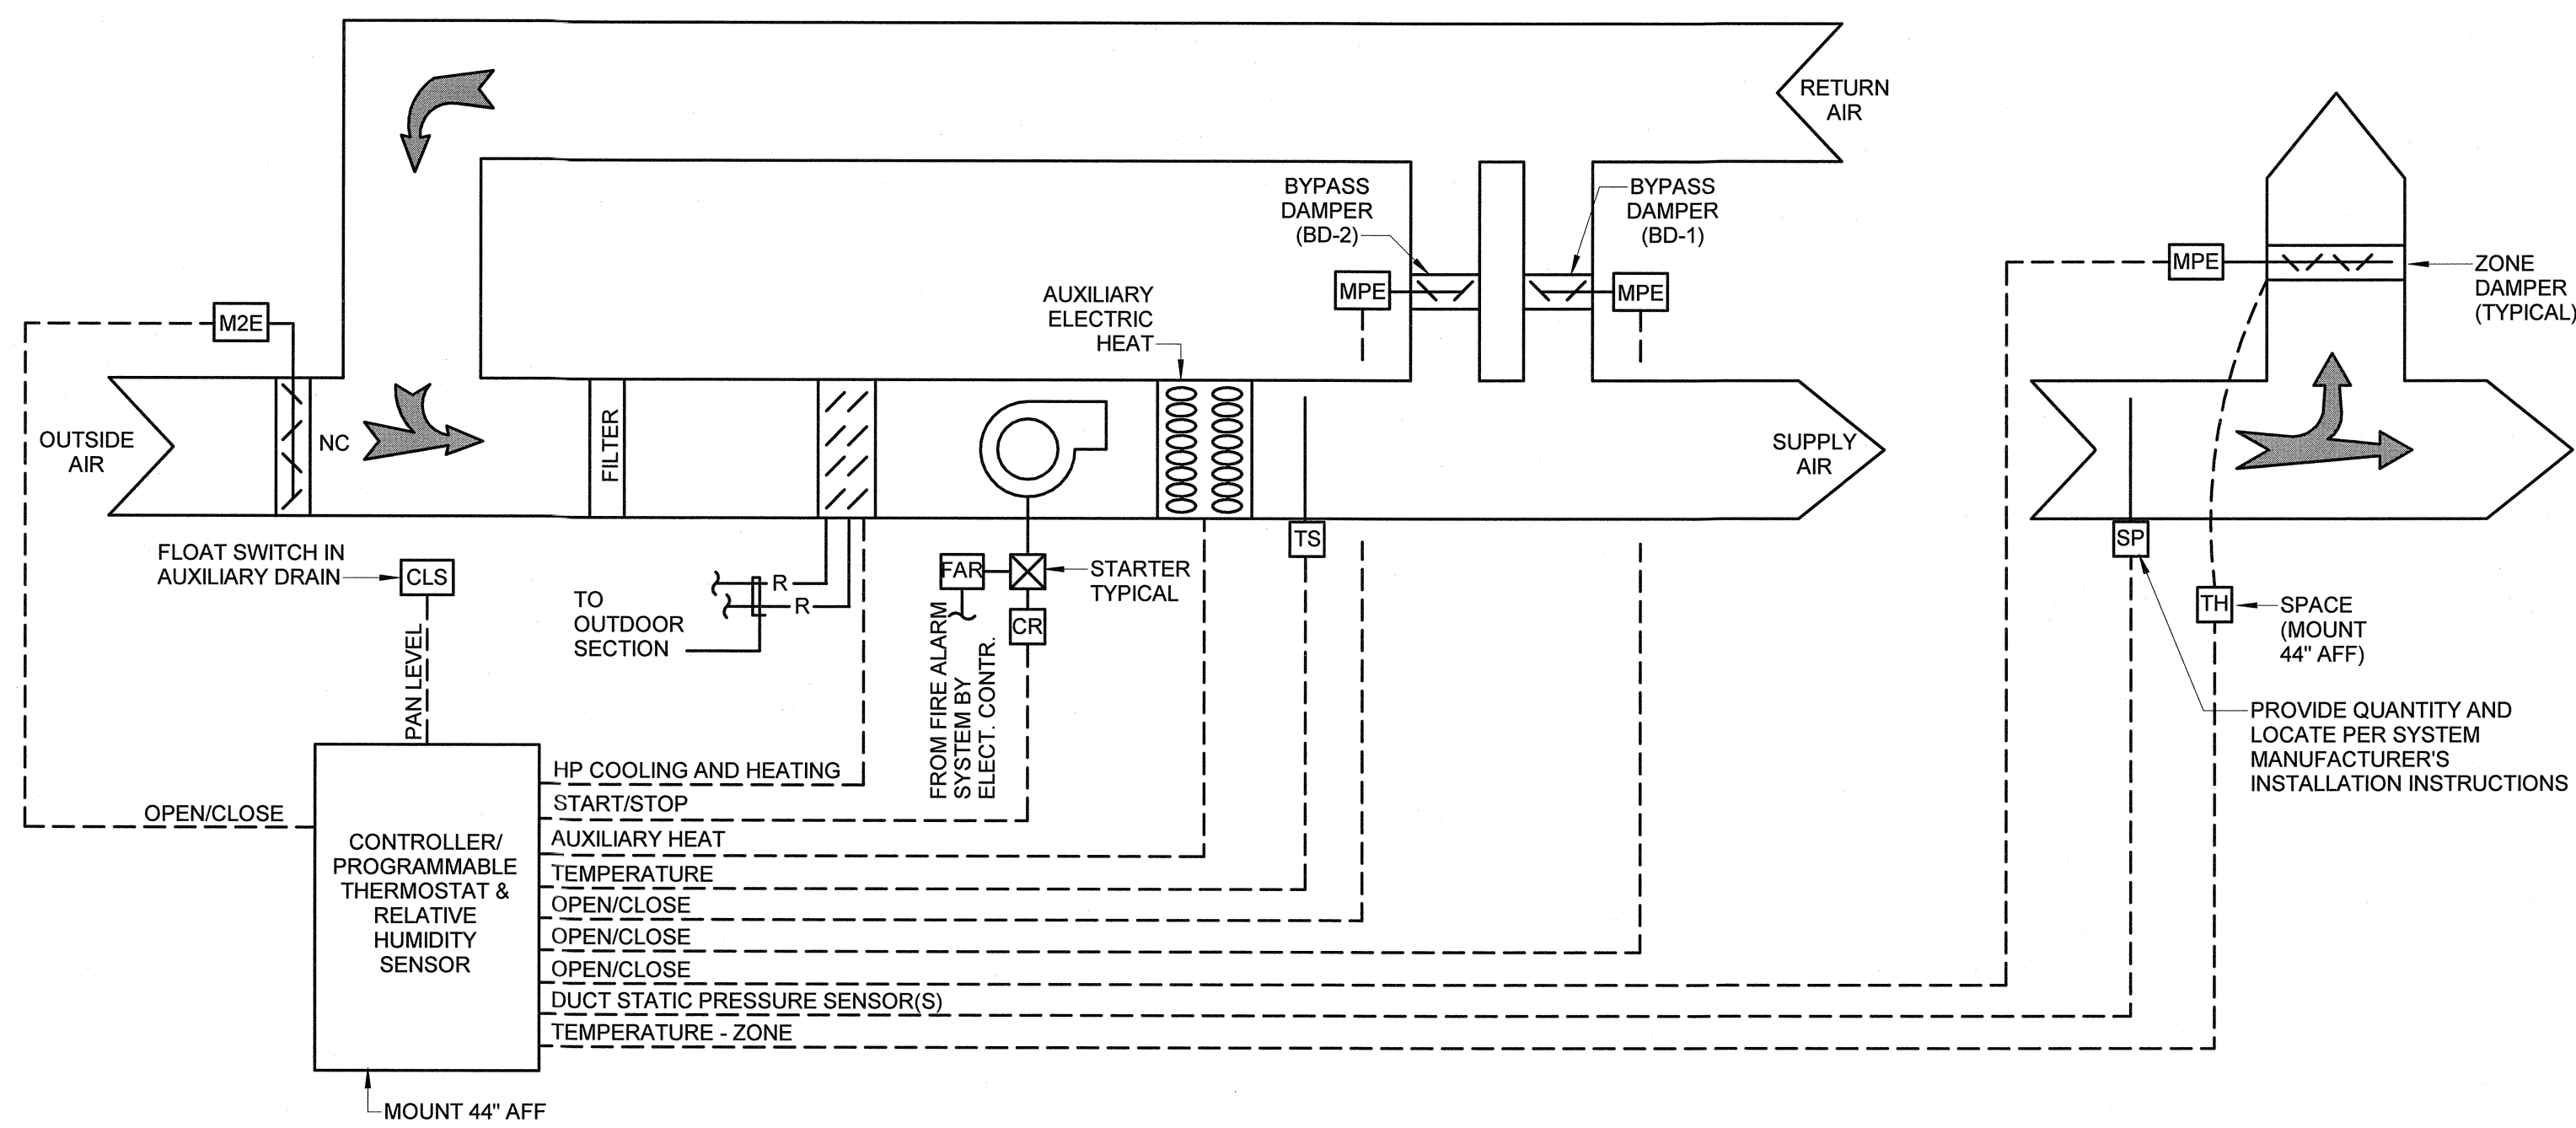 RETURN
AIR
BYPASS
DAMPER
(BD-2)
BYPASS
DAMPER
(BD-1)
MPE
MPE
MPE
ZONE
DAMPER
(TYPICAL)
AUXILIARY
ELECTRIC
HEAT
M2E
OUTSIDE
AIR
NC
FILTER
SUPPLY
AIR
FLOAT SWITCH IN
AUXILIARY DRAIN
CLS
PAN LEVEL
TO
OUTDOOR
SECTION
R
R
FAR
STARTER
TYPICAL
CR
FROM FIRE ALARM
SYSTEM BY
ELECT. CONTR.
TS
SP
TH
SPACE
(MOUNT
44" AFF)
PROVIDE QUANTITY AND
LOCATE PER SYSTEM
MANUFACTURER'S
INSTALLATION INSTRUCTIONS
OPEN/CLOSE
CONTROLLER/
PROGRAMMABLE
THERMOSTAT &
RELATIVE
HUMIDITY
SENSOR
HP COOLING AND HEATING
START/STOP
AUXILIARY HEAT
TEMPERATURE
OPEN/CLOSE
OPEN/CLOSE
OPEN/CLOSE
DUCT STATIC PRESSURE SENSOR(S)
TEMPERATURE - ZONE
MOUNT 44" AFF